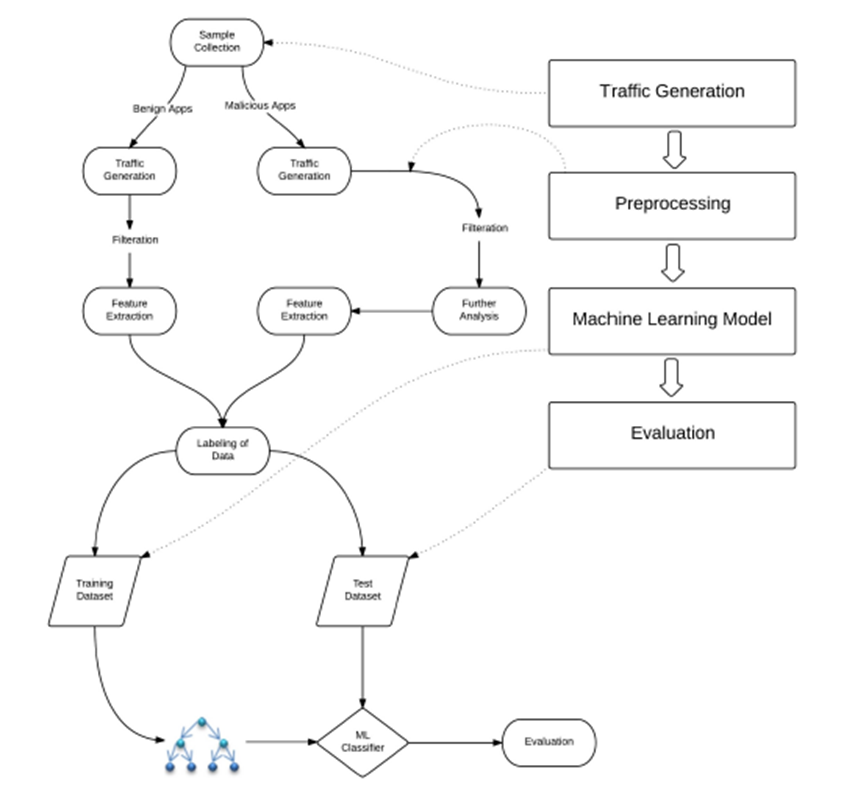 Sample
Collection
Traffic Generation
Benign Apps
Malicious Apps
Traffic
Generation
Traffic
Generation
Preprocessing
Filteration
Filteration
Feature
Extraction
Feature
Extraction
Further
Analysis
Machine Learning Model
Labeling of
Data
Evaluation
Training
Dataset
Test
Dataset
ML
Classifier
Evaluation